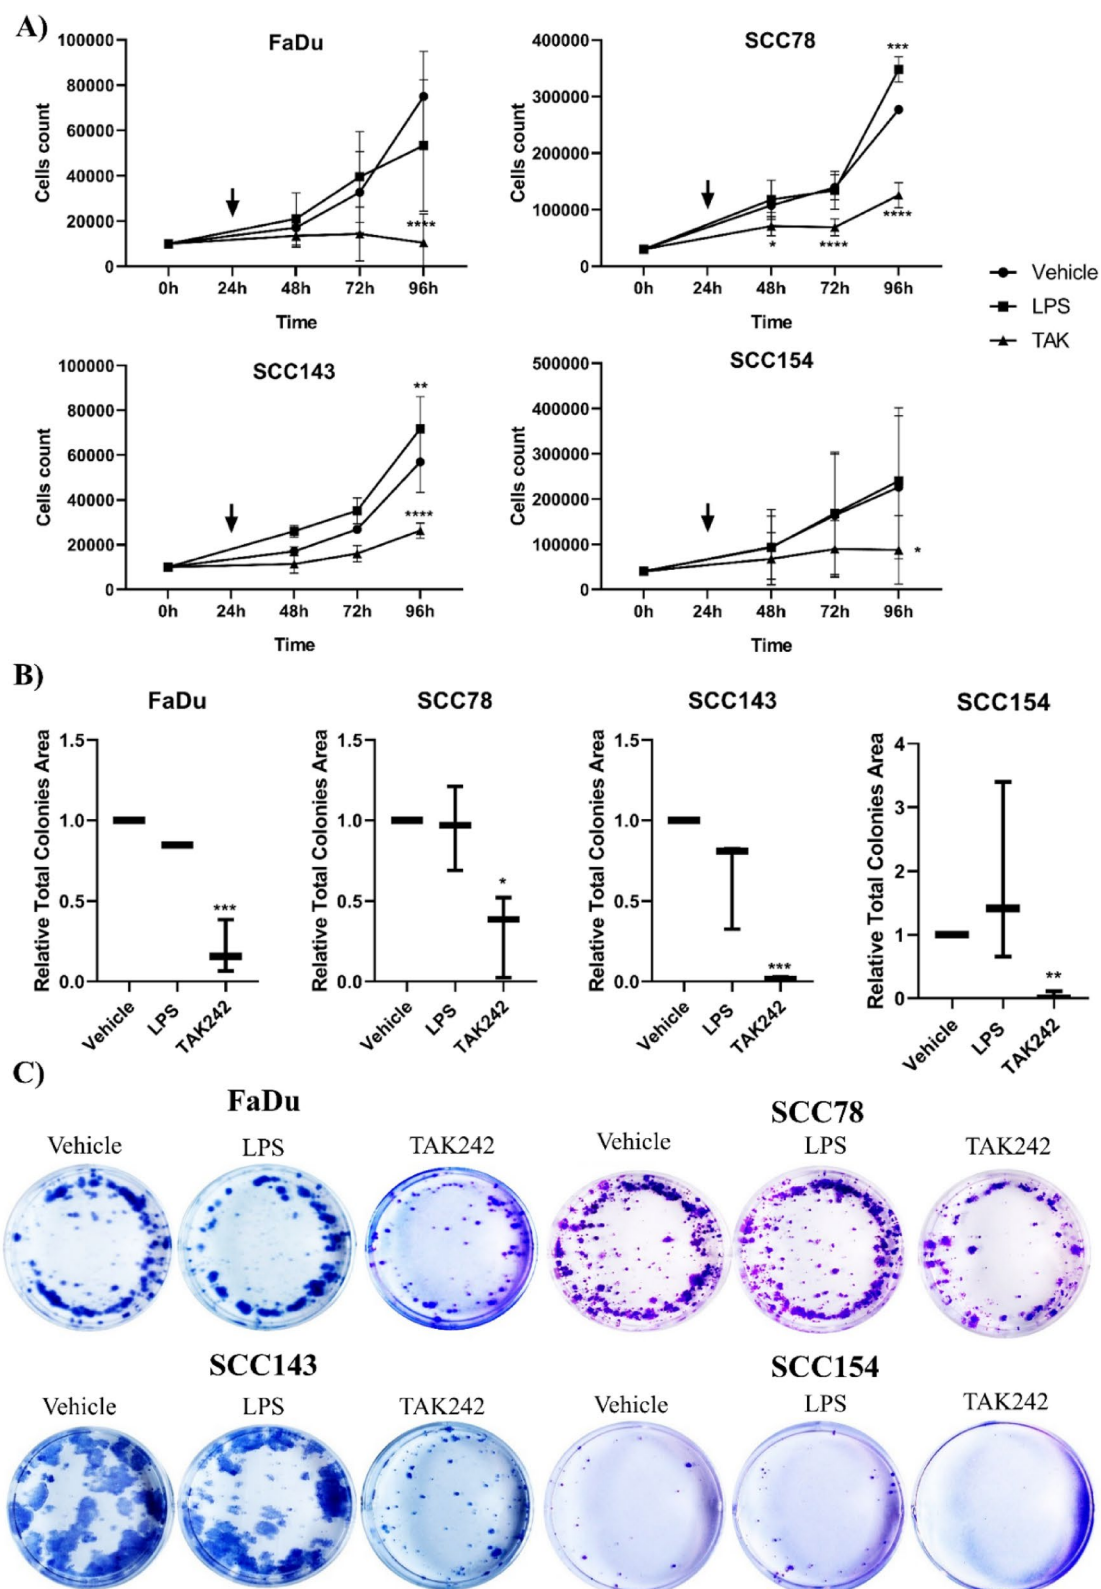 A)
FaDu
Cells count
100000
80000
60000
40000
20000
0
****
0h 24h 48h 72h 96h
Time
SCC78
Cells count
400000
300000
200000
100000
0
***
* **** ****
0h 24h 48h 72h 96h
Time
Vehicle
LPS
TAK
SCC143
Cells count
100000
80000
60000
40000
20000
0
**
****
0h 24h 48h 72h 96h
Time
SCC154
Cells count
500000
400000
300000
200000
100000
0
*
0h 24h 48h 72h 96h
Time
B)
FaDu
Relative Total Colonies Area
1.5
1.0
0.5
0.0
***
Vehicle LPS TAK242
SCC78
Relative Total Colonies Area
1.5
1.0
0.5
0.0
*
Vehicle LPS TAK242
SCC143
Relative Total Colonies Area
1.5
1.0
0.5
0.0
***
Vehicle LPS TAK242
SCC154
Relative Total Colonies Area
4
3
2
1
0
**
Vehicle LPS TAK242
C)
FaDu
Vehicle LPS TAK242
SCC78
Vehicle LPS TAK242
SCC143
Vehicle LPS TAK242
SCC154
Vehicle LPS TAK242